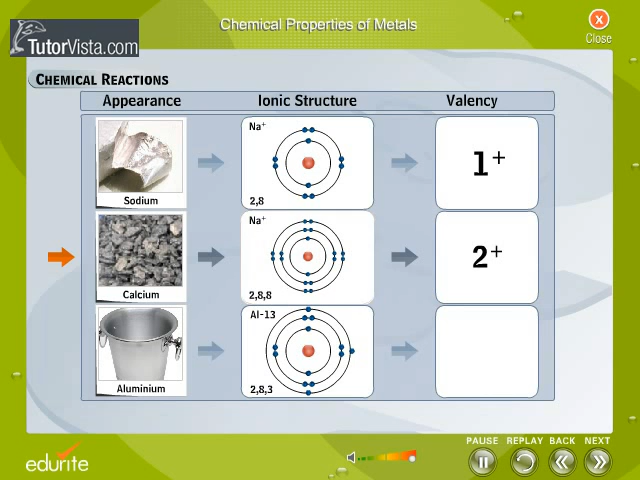 Chemical Properties of Metals
X
Close
TutorVista.com
CHEMICAL REACTIONS
Appearance Ionic Structure Valency
Na+
1+
Sodium
2,8
Na+
2+
Calcium
2,8,8
Al-13
Aluminium
2,8,3
PAUSE REPLAY BACK NEXT
edurite